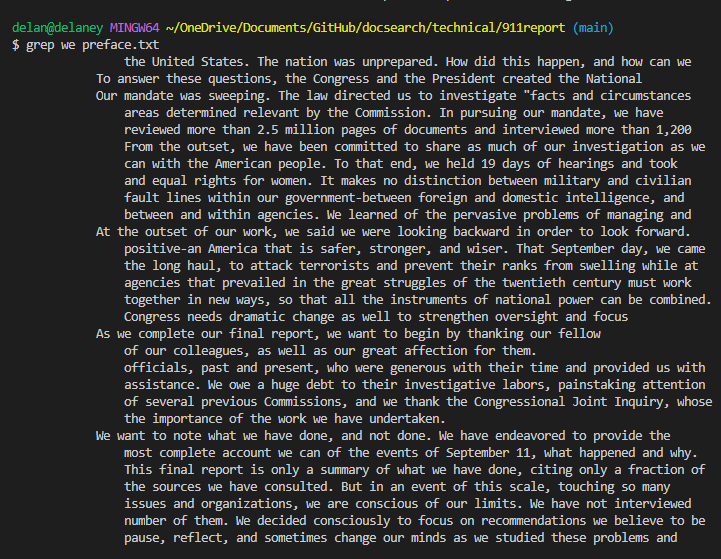 delan@delaney MINGW64 ~/OneDrive/Documents/GitHub/docsearch/technical/911report (main)
$ grep we preface.txt
the United States. The nation was unprepared. How did this happen, and how can we
To answer these questions, the Congress and the President created the National
Our mandate was sweeping. The law directed us to investigate "facts and circumstances
areas determined relevant by the Commission. In pursuing our mandate, we have
reviewed more than 2.5 million pages of documents and interviewed more than 1,200
From the outset, we have been committed to share as much of our investigation as we
can with the American people. To that end, we held 19 days of hearings and took
and equal rights for women. It makes no distinction between military and civilian
fault lines within our government-between foreign and domestic intelligence, and
between and within agencies. We learned of the pervasive problems of managing and
At the outset of our work, we said we were looking backward in order to look forward.
positive-an America that is safer, stronger, and wiser. That September day, we came
the long haul, to attack terrorists and prevent their ranks from swelling while at
agencies that prevailed in the great struggles of the twentieth century must work
together in new ways, so that all the instruments of national power can be combined.
Congress needs dramatic change as well to strengthen oversight and focus
As we complete our final report, we want to begin by thanking our fellow
of our colleagues, as well as our great affection for them.
officials, past and present, who were generous with their time and provided us with
assistance. We owe a huge debt to their investigative labors, painstaking attention
of several previous Commissions, and we thank the Congressional Joint Inquiry, whose
the importance of the work we have undertaken.
We want to note what we have done, and not done. We have endeavored to provide the
most complete account we can of the events of September 11, what happened and why.
This final report is only a summary of what we have done, citing only a fraction of
the sources we have consulted. But in an event of this scale, touching so many
issues and organizations, we are conscious of our limits. We have not interviewed
number of them. We decided consciously to focus on recommendations we believe to be
pause, reflect, and sometimes change our minds as we studied these problems and